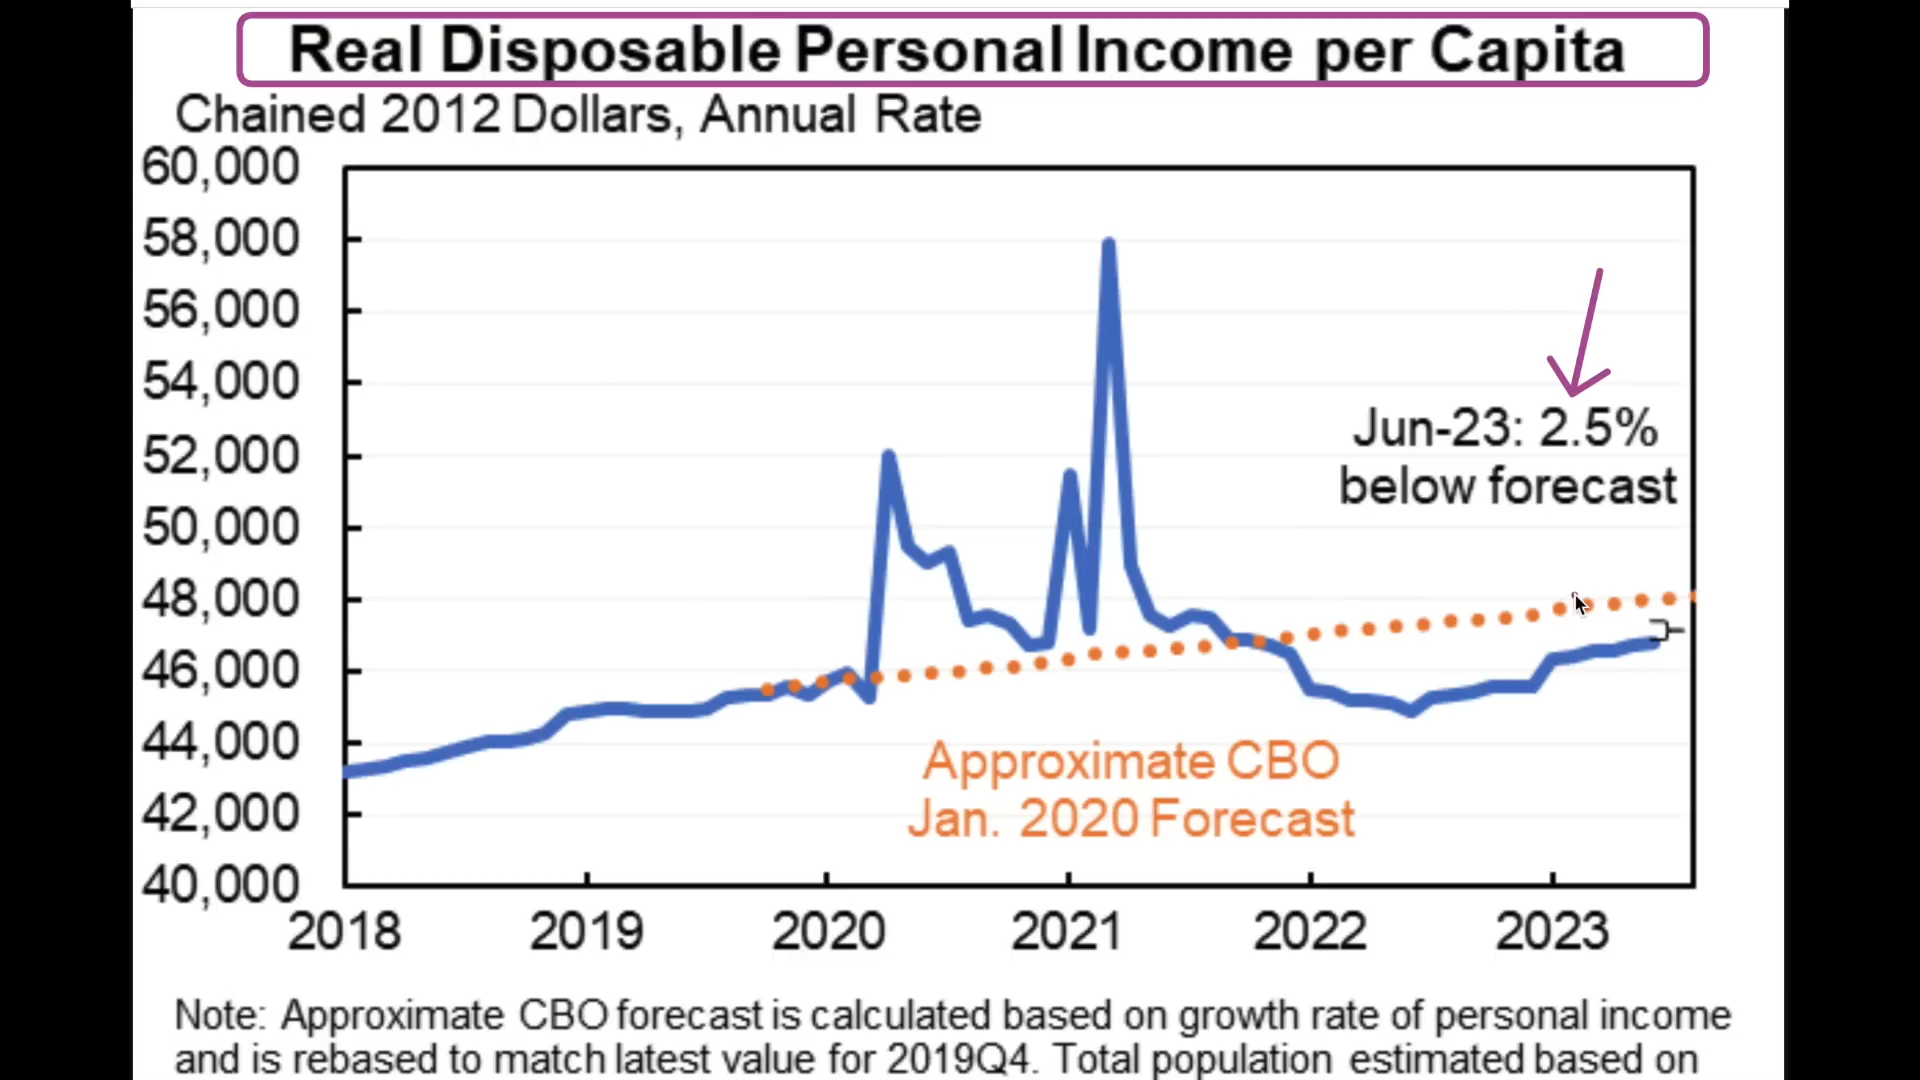 Real Disposable Personal Income per Capita
Chained 2012 Dollars, Annual Rate
60,000
58,000
56,000
54,000
52,000
50,000
48,000
46,000
44,000
42,000
40,000
Jun-23: 2.5%
below forecast
Approximate CBO
Jan. 2020 Forecast
2018 2019 2020 2021 2022 2023
Note: Approximate CBO forecast is calculated based on growth rate of personal income
and is rebased to match latest value for 2019Q4. Total population estimated based on